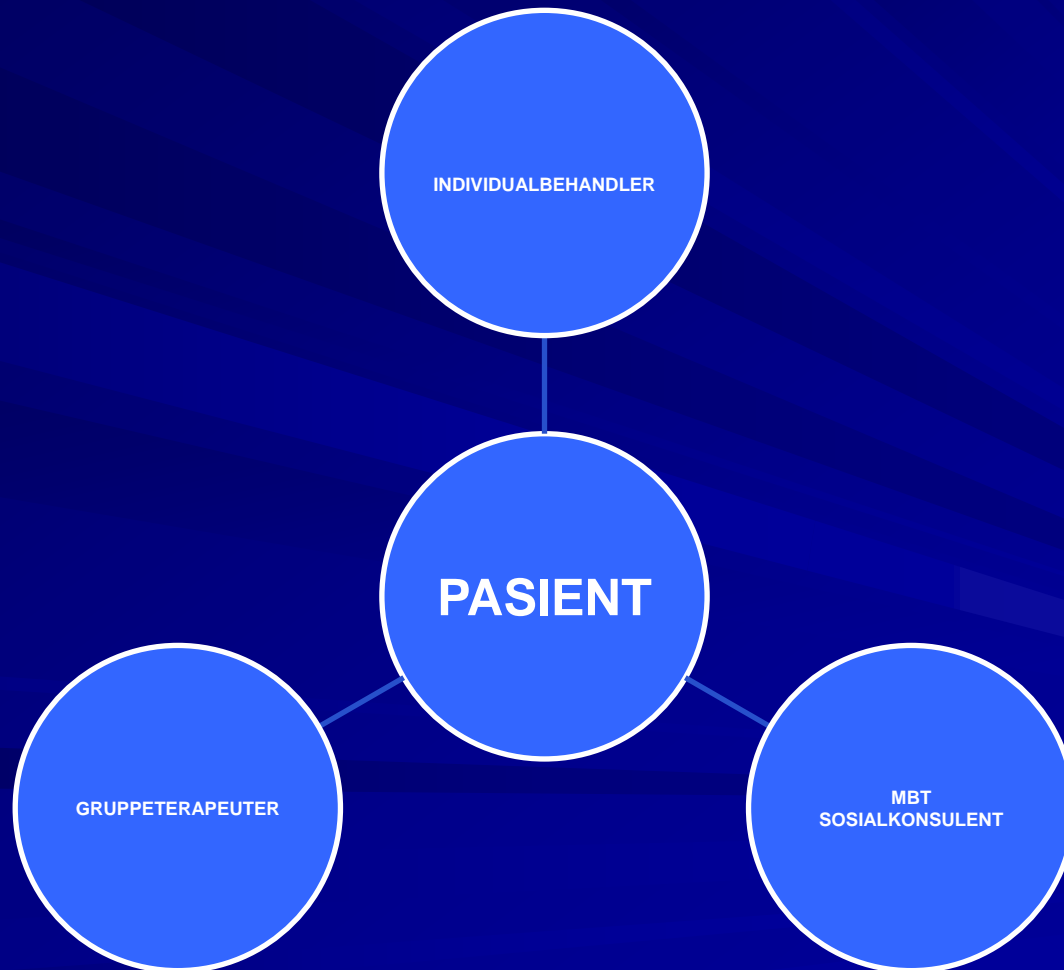 INDIVIDUALBEHANDLER
PASIENT
GRUPPETERAPEUTER
MBT
SOSIALKONSULENT